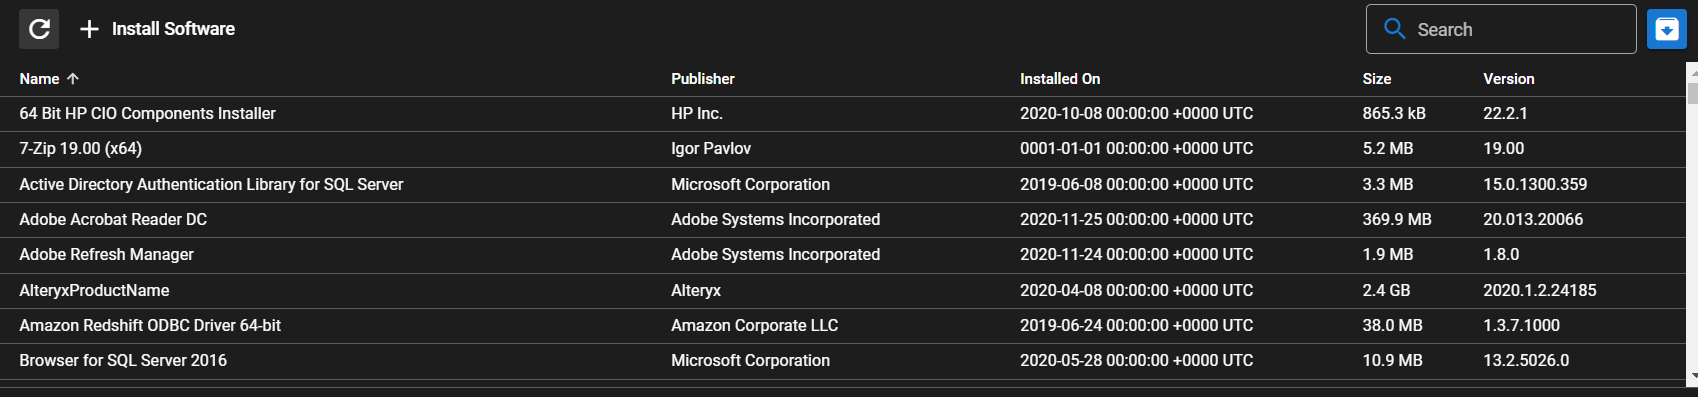 Install Software
Search
Name Publisher Installed On Size Version
64 Bit HP CIO Components Installer HP Inc. 2020-10-08 00:00:00 +0000 UTC 865.3 kB 22.2.1
7-Zip 19.00 (x64) Igor Pavlov 0001-01-01 00:00:00 +0000 UTC 5.2 MB 19.00
Active Directory Authentication Library for SQL Server Microsoft Corporation 2019-06-08 00:00:00 +0000 UTC 3.3 MB 15.0.1300.359
Adobe Acrobat Reader DC Adobe Systems Incorporated 2020-11-25 00:00:00 +0000 UTC 369.9 MB 20.013.20066
Adobe Refresh Manager Adobe Systems Incorporated 2020-11-24 00:00:00 +0000 UTC 1.9 MB 1.8.0
AlteryxProductName Alteryx 2020-04-08 00:00:00 +0000 UTC 2.4 GB 2020.1.2.24185
Amazon Redshift ODBC Driver 64-bit Amazon Corporate LLC 2019-06-24 00:00:00 +0000 UTC 38.0 MB 1.3.7.1000
Browser for SQL Server 2016 Microsoft Corporation 2020-05-28 00:00:00 +0000 UTC 10.9 MB 13.2.5026.0